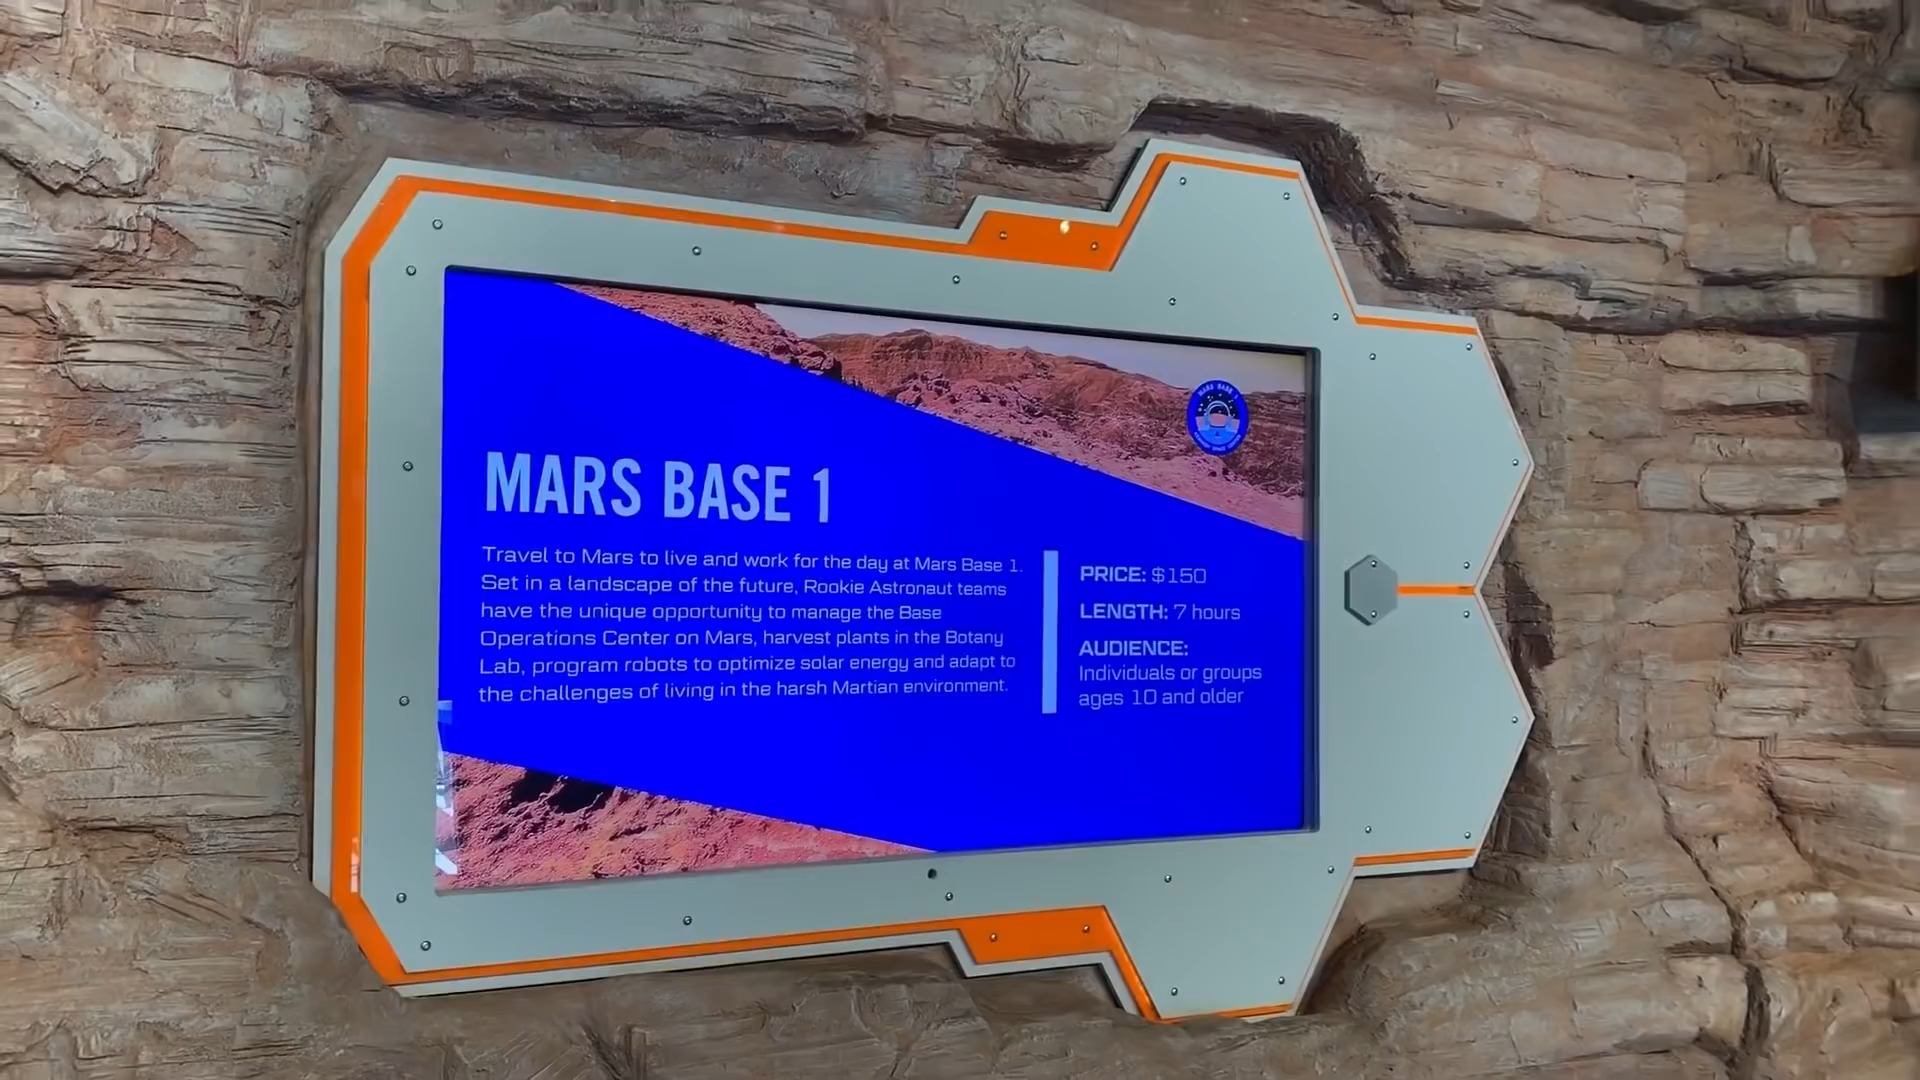 MARS BASE 1
MARS BASE 1
Travel to Mars to live and work for the day at Mars Base 1.
Set in a landscape of the future, Rookie Astronaut teams
have the unique opportunity to manage the Base
Operations Center on Mars, harvest plants in the Botany
Lab, program robots to optimize solar energy and adapt to
the challenges of living in the harsh Martian environment.
PRICE: $150
LENGTH: 7 hours
AUDIENCE:
Individuals or groups
ages 10 and older